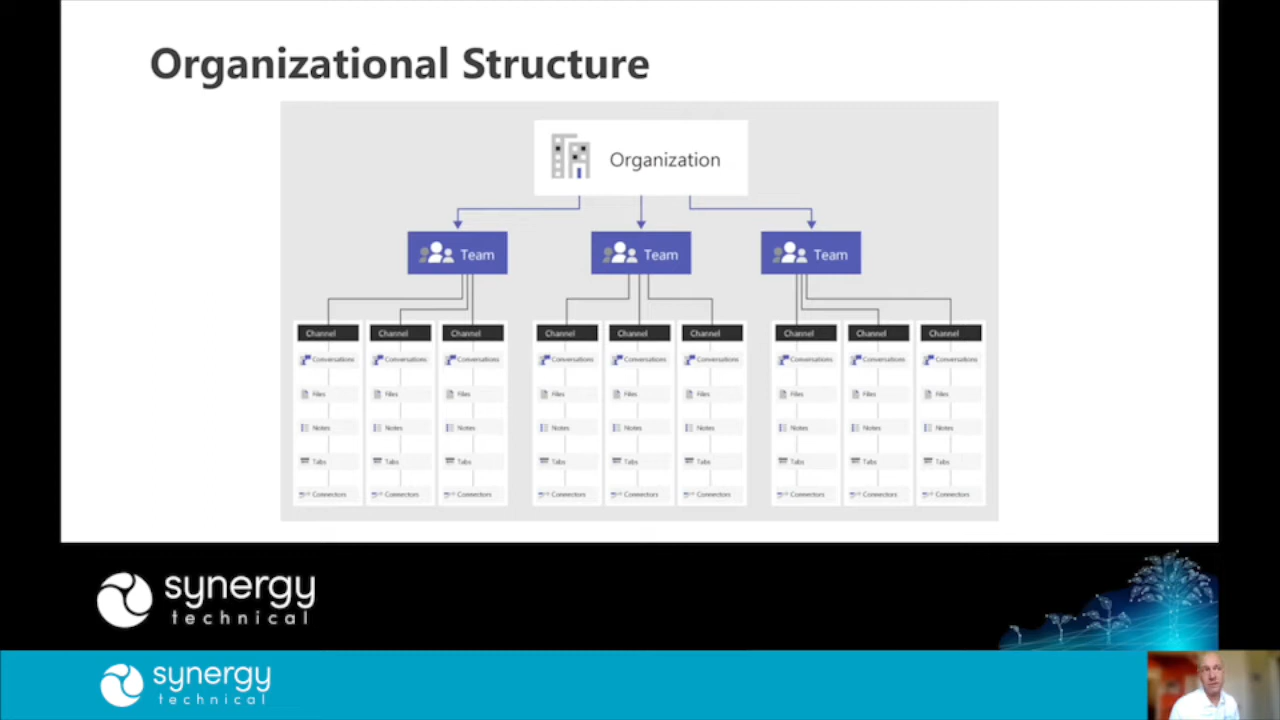 Organizational Structure
Organization
Team Team Team
Channel Channel Channel Channel Channel Channel Channel Channel Channel
Conversations Conversations Conversations Conversations Conversations Conversations Conversations Conversations Conversations
Files Files Files Files Files Files Files Files Files
Notes Notes Notes Notes Notes Notes Notes Notes Notes
Tabs Tabs Tabs Tabs Tabs Tabs Tabs Tabs Tabs
Connectors Connectors Connectors Connectors Connectors Connectors Connectors Connectors Connectors
synergy
technical
synergy
technical